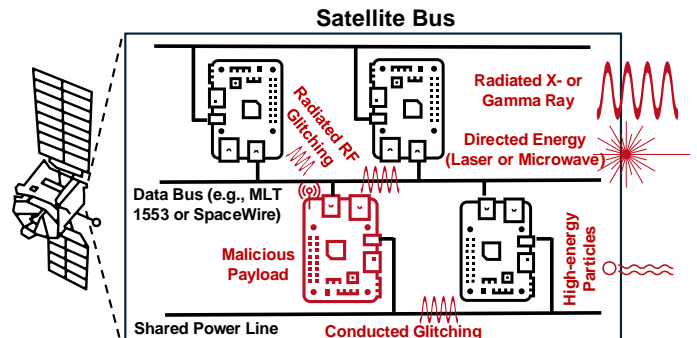 Satellite Bus
Radiated X- or
Gamma Ray
Radiated RF
Glitching
Directed Energy
(Laser or Microwave)
Data Bus (e.g., MLT
1553 or SpaceWire)
Malicious
Payload
High-energy
Particles
Shared Power Line
Conducted Glitching